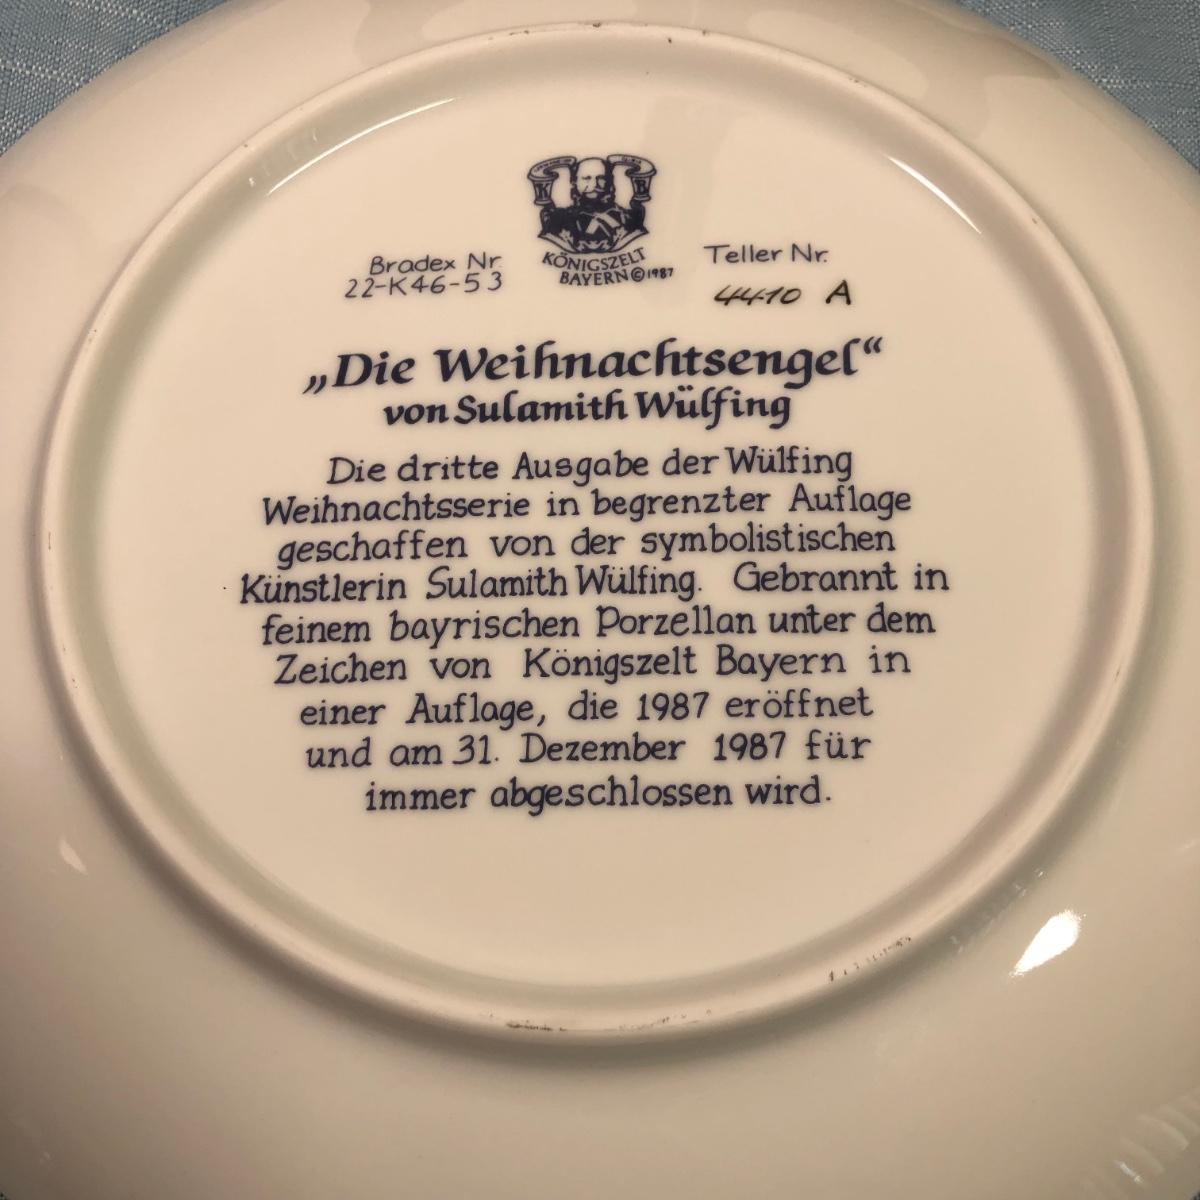 K B
KÖNIGSZELT
BAYERN © 1987
Bradex Nr
22-K46-53
Teller Nr.
4410 A
„Die Weihnachtsengel“
von Sulamith Wülfing
Die dritte Ausgabe der Wülfing
Weihnachtsserie in begrenzter Auflage
geschaffen von der symbolistischen
Künstlerin Sulamith Wülfing. Gebrannt in
feinem bayrischen Porzellan unter dem
Zeichen von Königszelt Bayern in
einer Auflage, die 1987 eröffnet
und am 31. Dezember 1987 für
immer abgeschlossen wird.